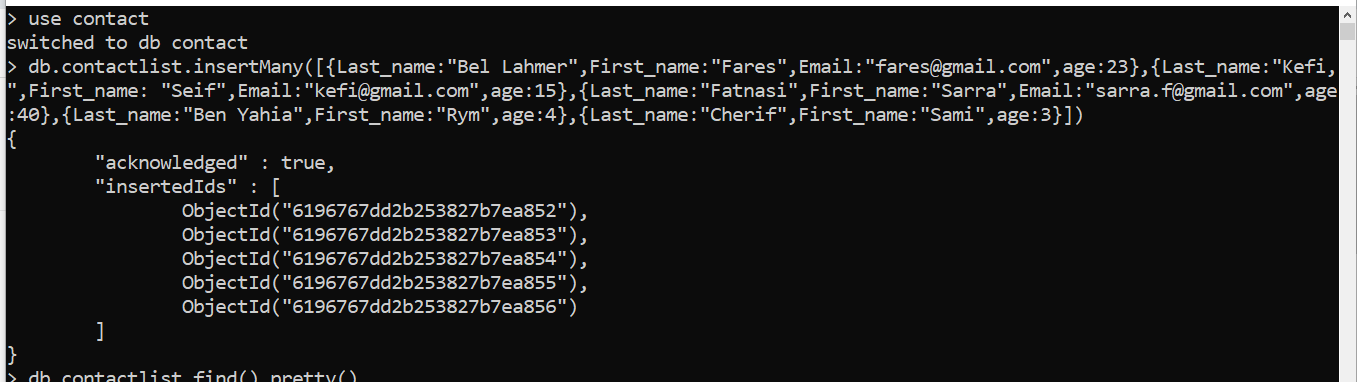 > use contact
switched to db contact
> db.contactlist.insertMany([{Last_name:"Bel Lahmer",First_name:"Fares",Email:"fares@gmail.com",age:23},{Last_name:"Kefi,
",First_name: "Seif",Email:"kefi@gmail.com",age:15},{Last_name:"Fatnasi",First_name:"Sarra",Email:"sarra.f@gmail.com",age
:40},{Last_name:"Ben Yahia",First_name:"Rym",age:4},{Last_name:"Cherif",First_name:"Sami",age:3}])
{
        "acknowledged" : true,
        "insertedIds" : [
                ObjectId("6196767dd2b253827b7ea852"),
                ObjectId("6196767dd2b253827b7ea853"),
                ObjectId("6196767dd2b253827b7ea854"),
                ObjectId("6196767dd2b253827b7ea855"),
                ObjectId("6196767dd2b253827b7ea856")
        ]
}
> db.contactlist.find().pretty()